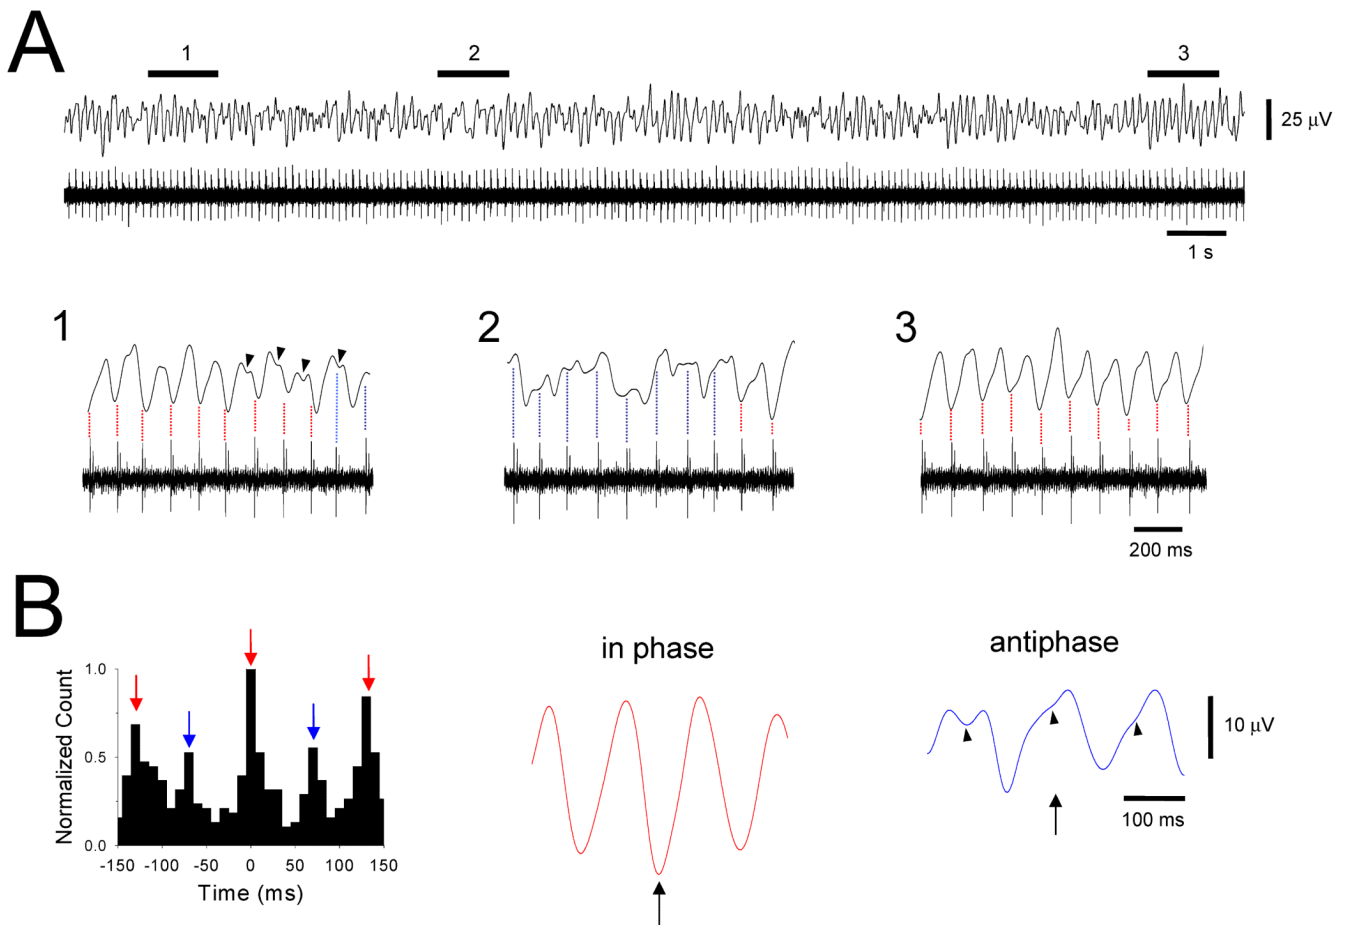 A
1 2 3
25 μV
1 s
1 2 3
200 ms
B
in phase antiphase
1.0
0.5
0.0
Normalized Count
-150 -100 -50 0 50 100 150
Time (ms)
10 μV
100 ms